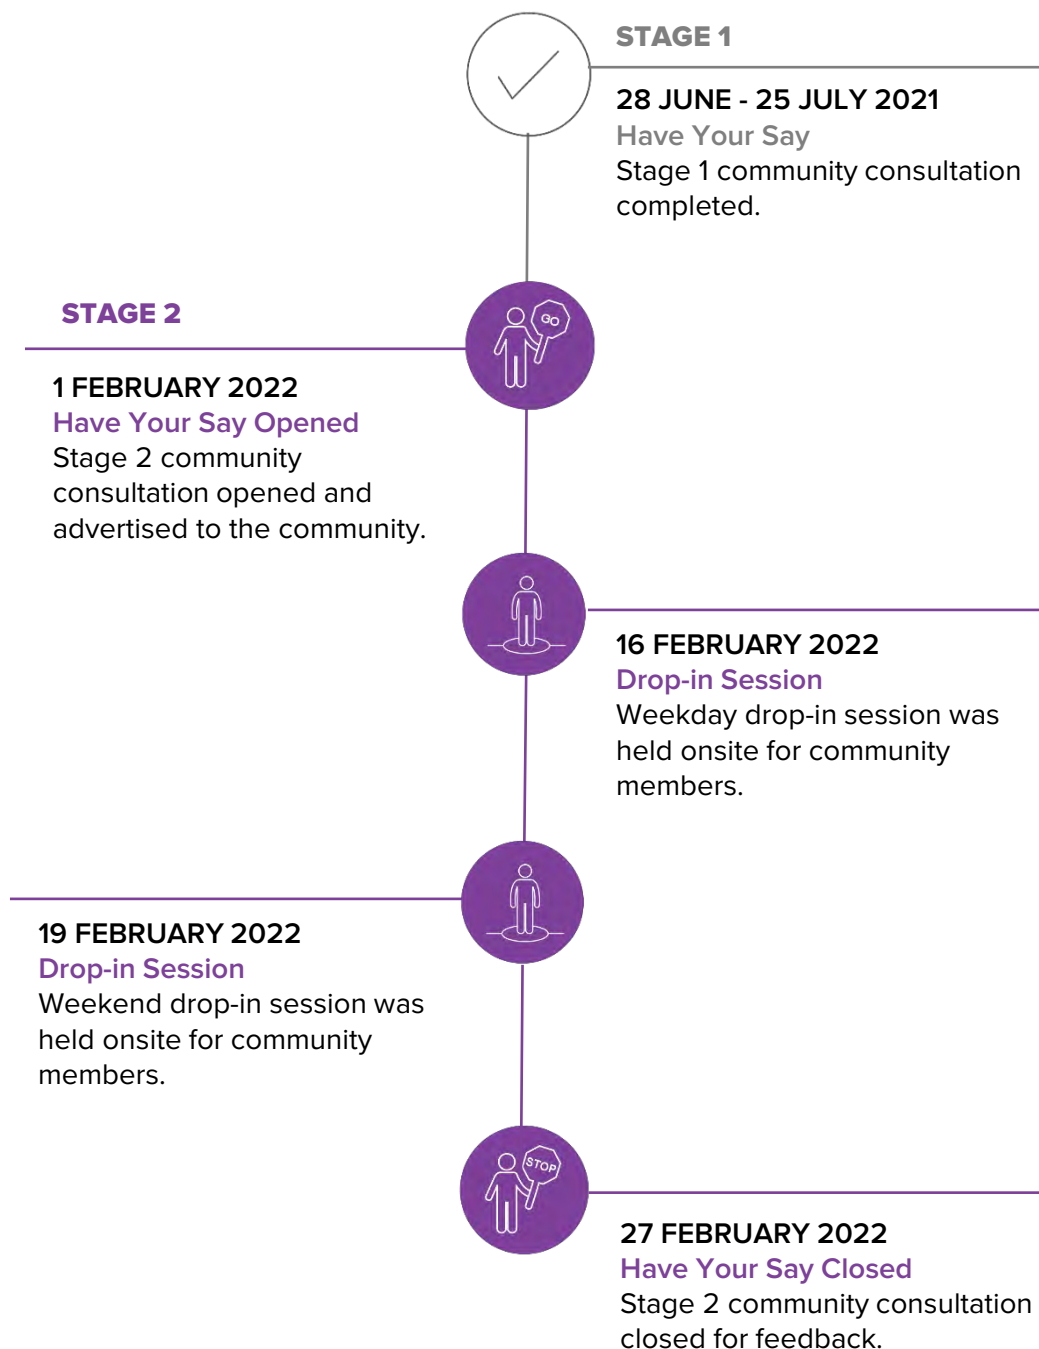 STAGE 1
28 JUNE - 25 JULY 2021
Have Your Say
Stage 1 community consultation
completed.
STAGE 2
GO
1 FEBRUARY 2022
Have Your Say Opened
Stage 2 community
consultation opened and
advertised to the community.
16 FEBRUARY 2022
Drop-in Session
Weekday drop-in session was
held onsite for community
members.
19 FEBRUARY 2022
Drop-in Session
Weekend drop-in session was
held onsite for community
members.
STOP
27 FEBRUARY 2022
Have Your Say Closed
Stage 2 community consultation
closed for feedback.